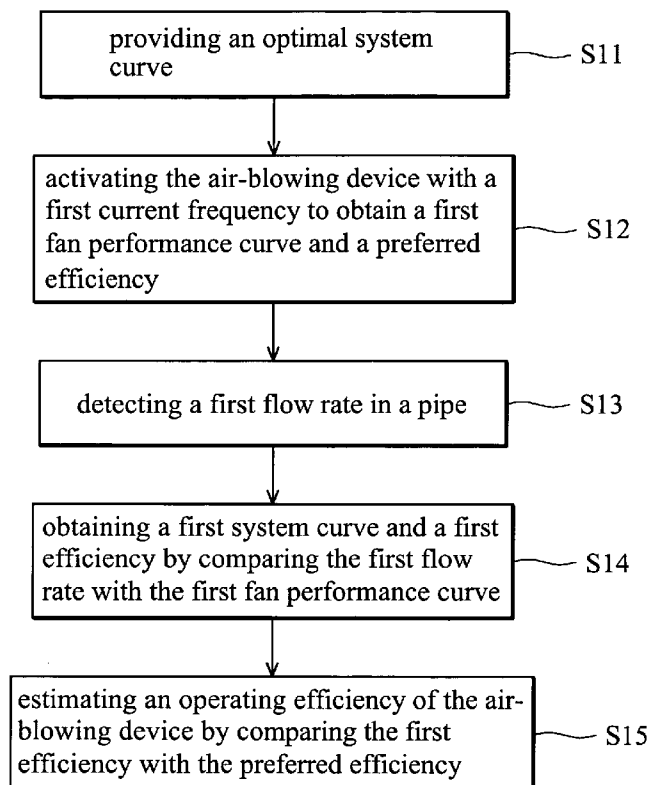 providing an optimal system
curve
S11
activating the air-blowing device with a
first current frequency to obtain a first
fan performance curve and a preferred
efficiency
S12
detecting a first flow rate in a pipe
S13
obtaining a first system curve and a first
efficiency by comparing the first flow
rate with the first fan performance curve
S14
estimating an operating efficiency of the air-
blowing device by comparing the first
efficiency with the preferred efficiency
S15